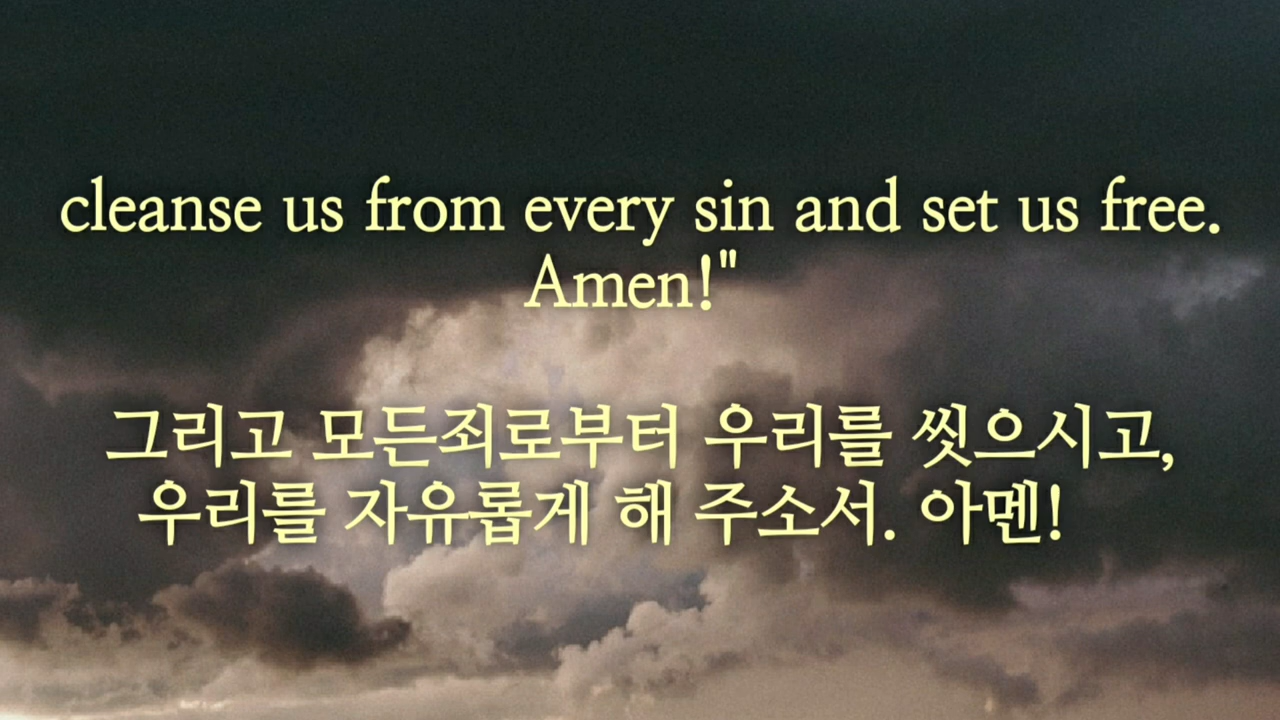 cleanse us from every sin and set us free.
Amen!"
그리고 모든죄로부터 우리를 씻으시고,
우리를 자유롭게 해 주소서. 아멘!